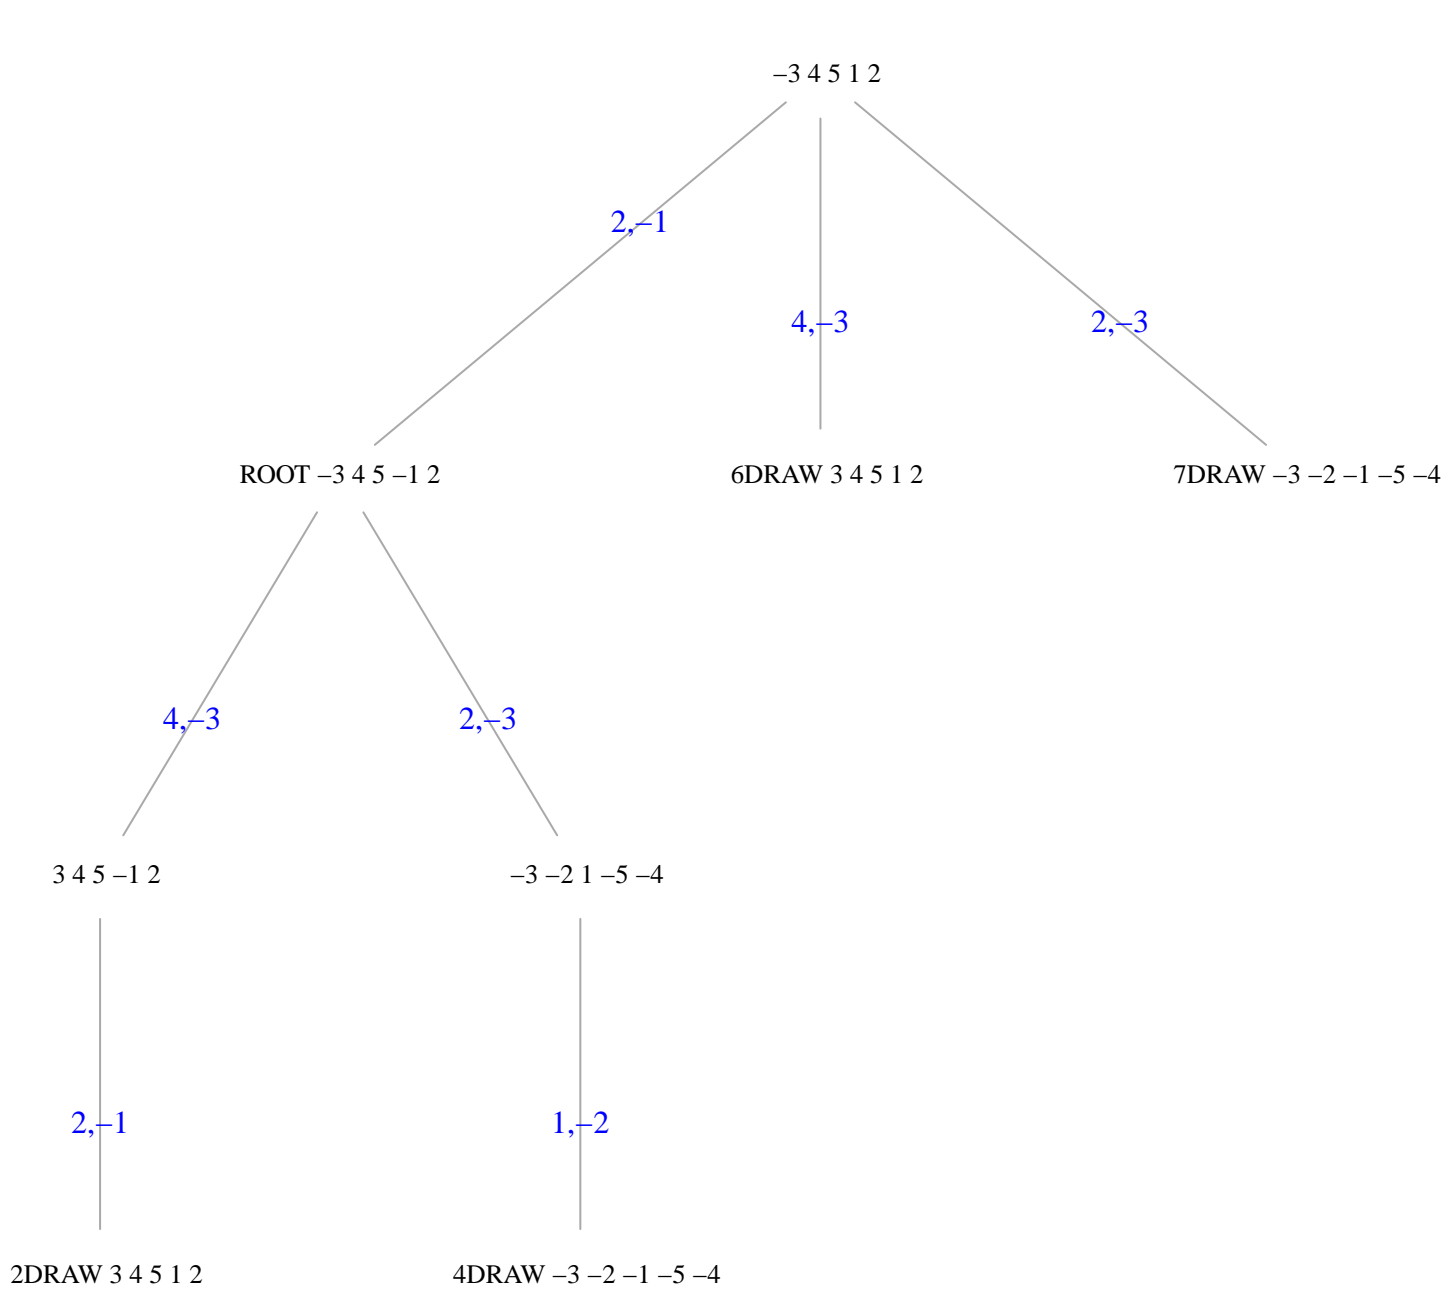 –3 4 5 1 2
2,–1
4,–3
2,–3
ROOT –3 4 5 –1 2
6DRAW 3 4 5 1 2
7DRAW –3 –2 –1 –5 –4
4,–3
2,–3
3 4 5 –1 2
–3 –2 1 –5 –4
2,–1
1,–2
2DRAW 3 4 5 1 2
4DRAW –3 –2 –1 –5 –4